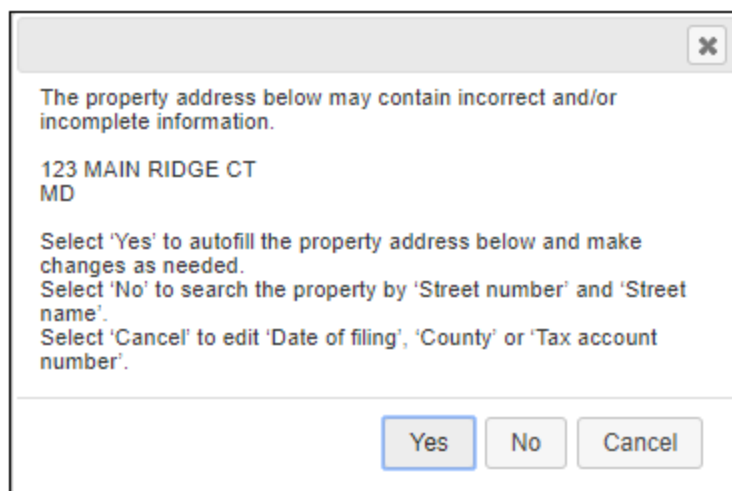 The property address below may contain incorrect and/or
incomplete information.
123 MAIN RIDGE CT
MD
Select ‘Yes’ to autofill the property address below and make
changes as needed.
Select ‘No’ to search the property by ‘Street number’ and ‘Street
name’.
Select ‘Cancel’ to edit ‘Date of filing’, ‘County’ or ‘Tax account
number’.
Yes No Cancel